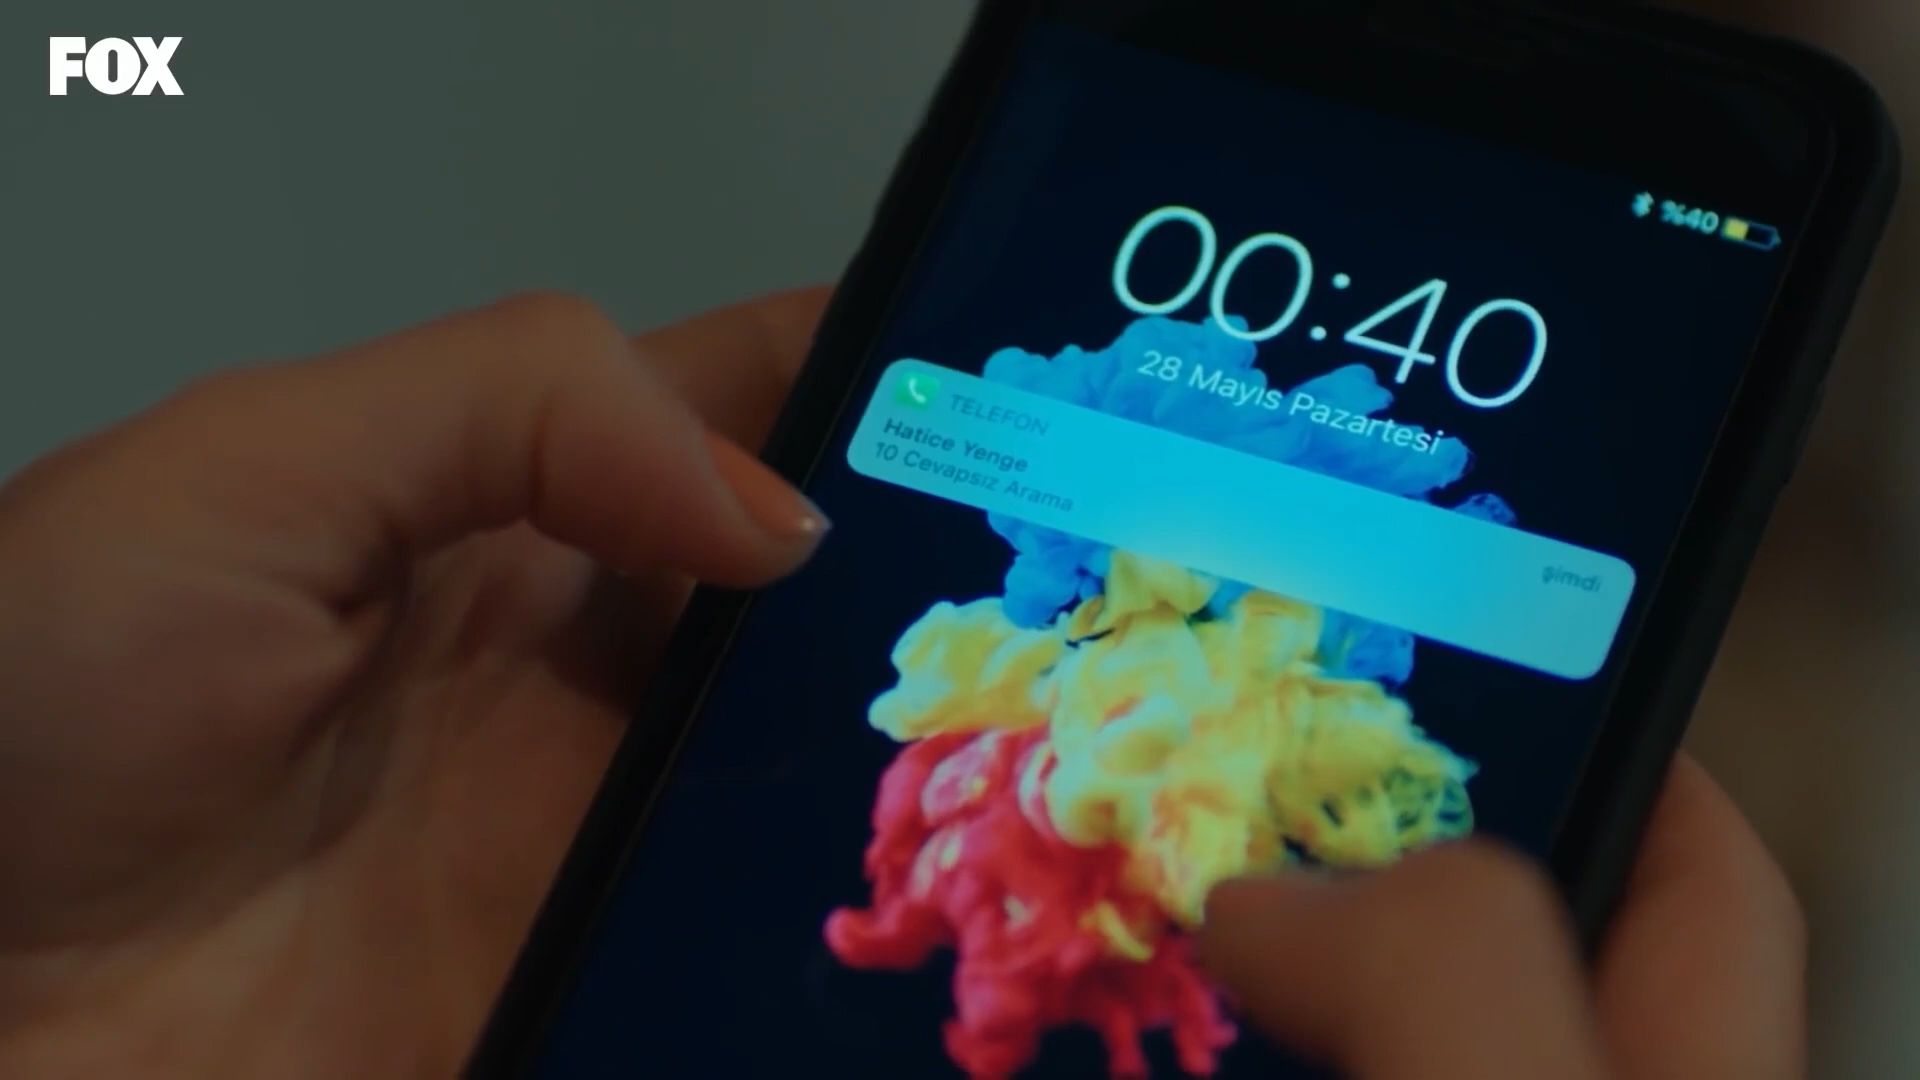 FOX
%40
00:40
28 Mayıs Pazartesi
TELEFON
Hatice Yenge
10 Cevapsız Arama
şimdi